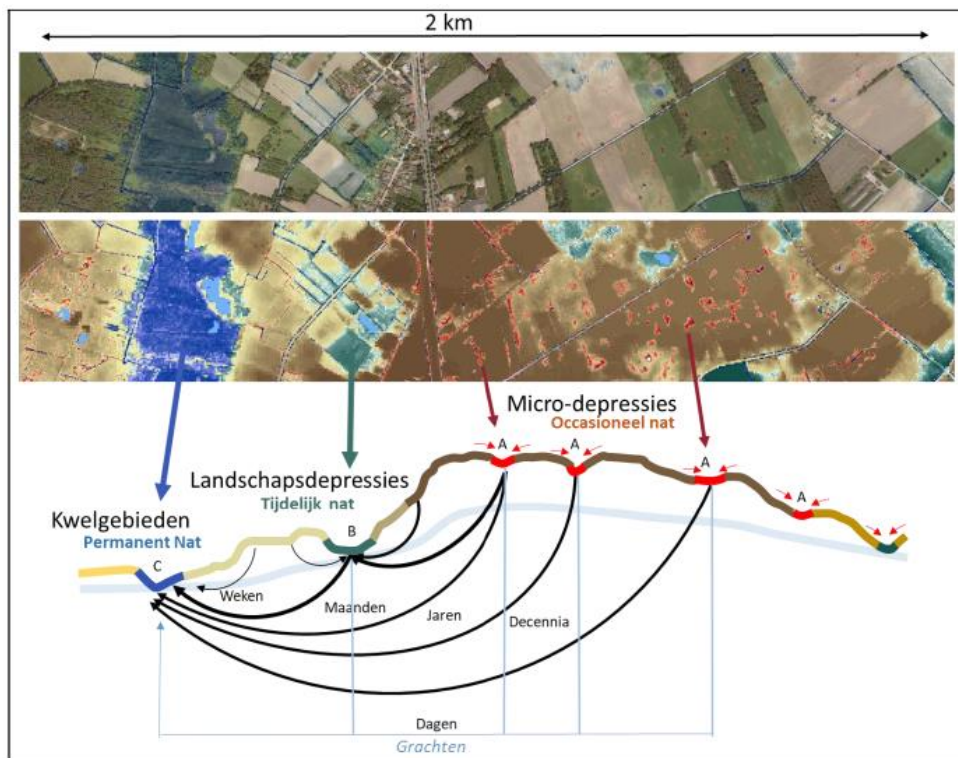 2 km
Micro-depressies
Occasioneel nat
A
A
A
A
Landschapsdepressies
Tijdelijk nat
B
Kwelgebieden
Permanent Nat
C
Weken
Maanden
Jaren
Decennia
Dagen
Grachten